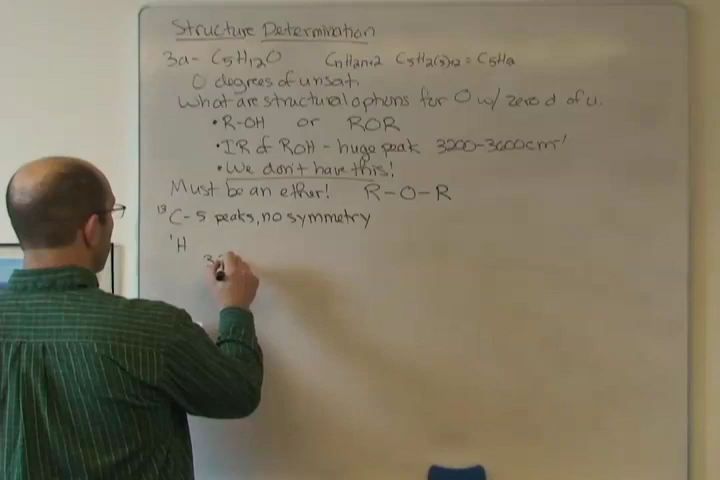 Structure Determination
3a- C5H12O CnH2n+2 C5H2(5)+2 = C5H12
0 degrees of unsat.
What are structural options for O w/ zero d of u.
• R-OH or ROR
• IR of ROH - huge peak 3200-3600cm-1
• We don't have this!
Must be an ether! R-O-R
13C - 5 peaks, no symmetry
1H